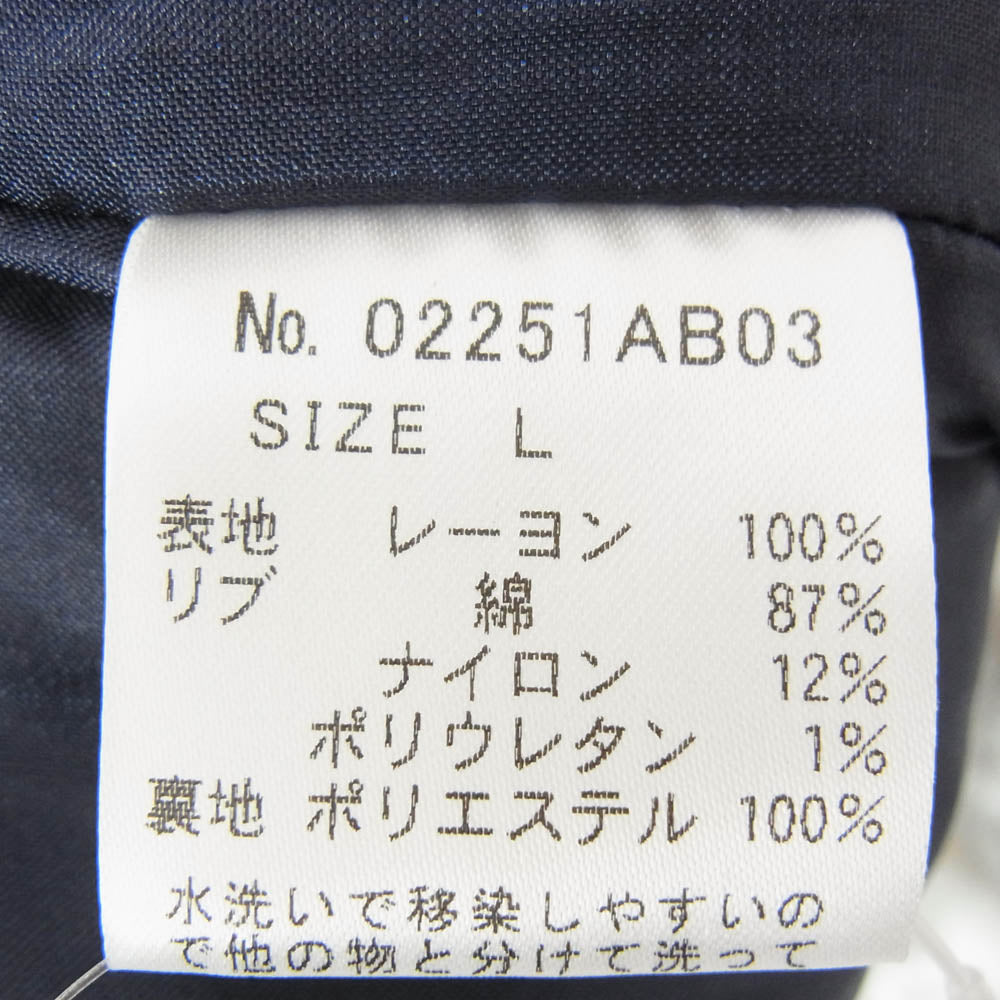 No. 02251AB03
SIZE L
表地 レーヨン 100%
リブ 綿 87%
ナイロン 12%
ポリウレタン 1%
裏地 ポリエステル 100%
水洗いで移染しやすいの
で他の物と分けて洗って